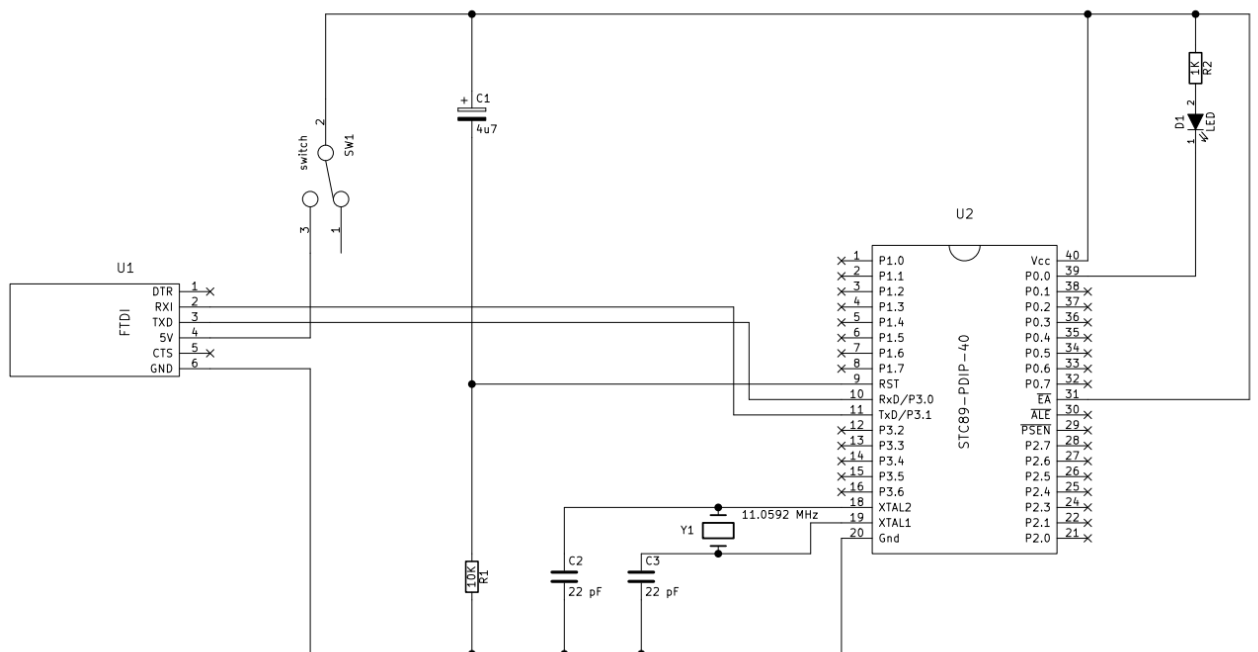 2
switch
SW1
3
1
+ C1
4u7
1K
R2
2
D1
LED
1
U1
FTDI
DTR 1
RXI 2
TXD 3
5V 4
CTS 5
GND 6
U2
STC89-PDIP-40
1 P1.0
2 P1.1
3 P1.2
4 P1.3
5 P1.4
6 P1.5
7 P1.6
8 P1.7
9 RST
10 RxD/P3.0
11 TxD/P3.1
12 P3.2
13 P3.3
14 P3.4
15 P3.5
16 P3.6
18 XTAL2
19 XTAL1
20 Gnd
Vcc 40
P0.0 39
P0.1 38
P0.2 37
P0.3 36
P0.4 35
P0.5 34
P0.6 33
P0.7 32
EA 31
ALE 30
PSEN 29
P2.7 28
P2.6 27
P2.5 26
P2.4 25
P2.3 24
P2.1 22
P2.0 21
11.0592 MHz
Y1
10K
R1
C2
22 pF
C3
22 pF